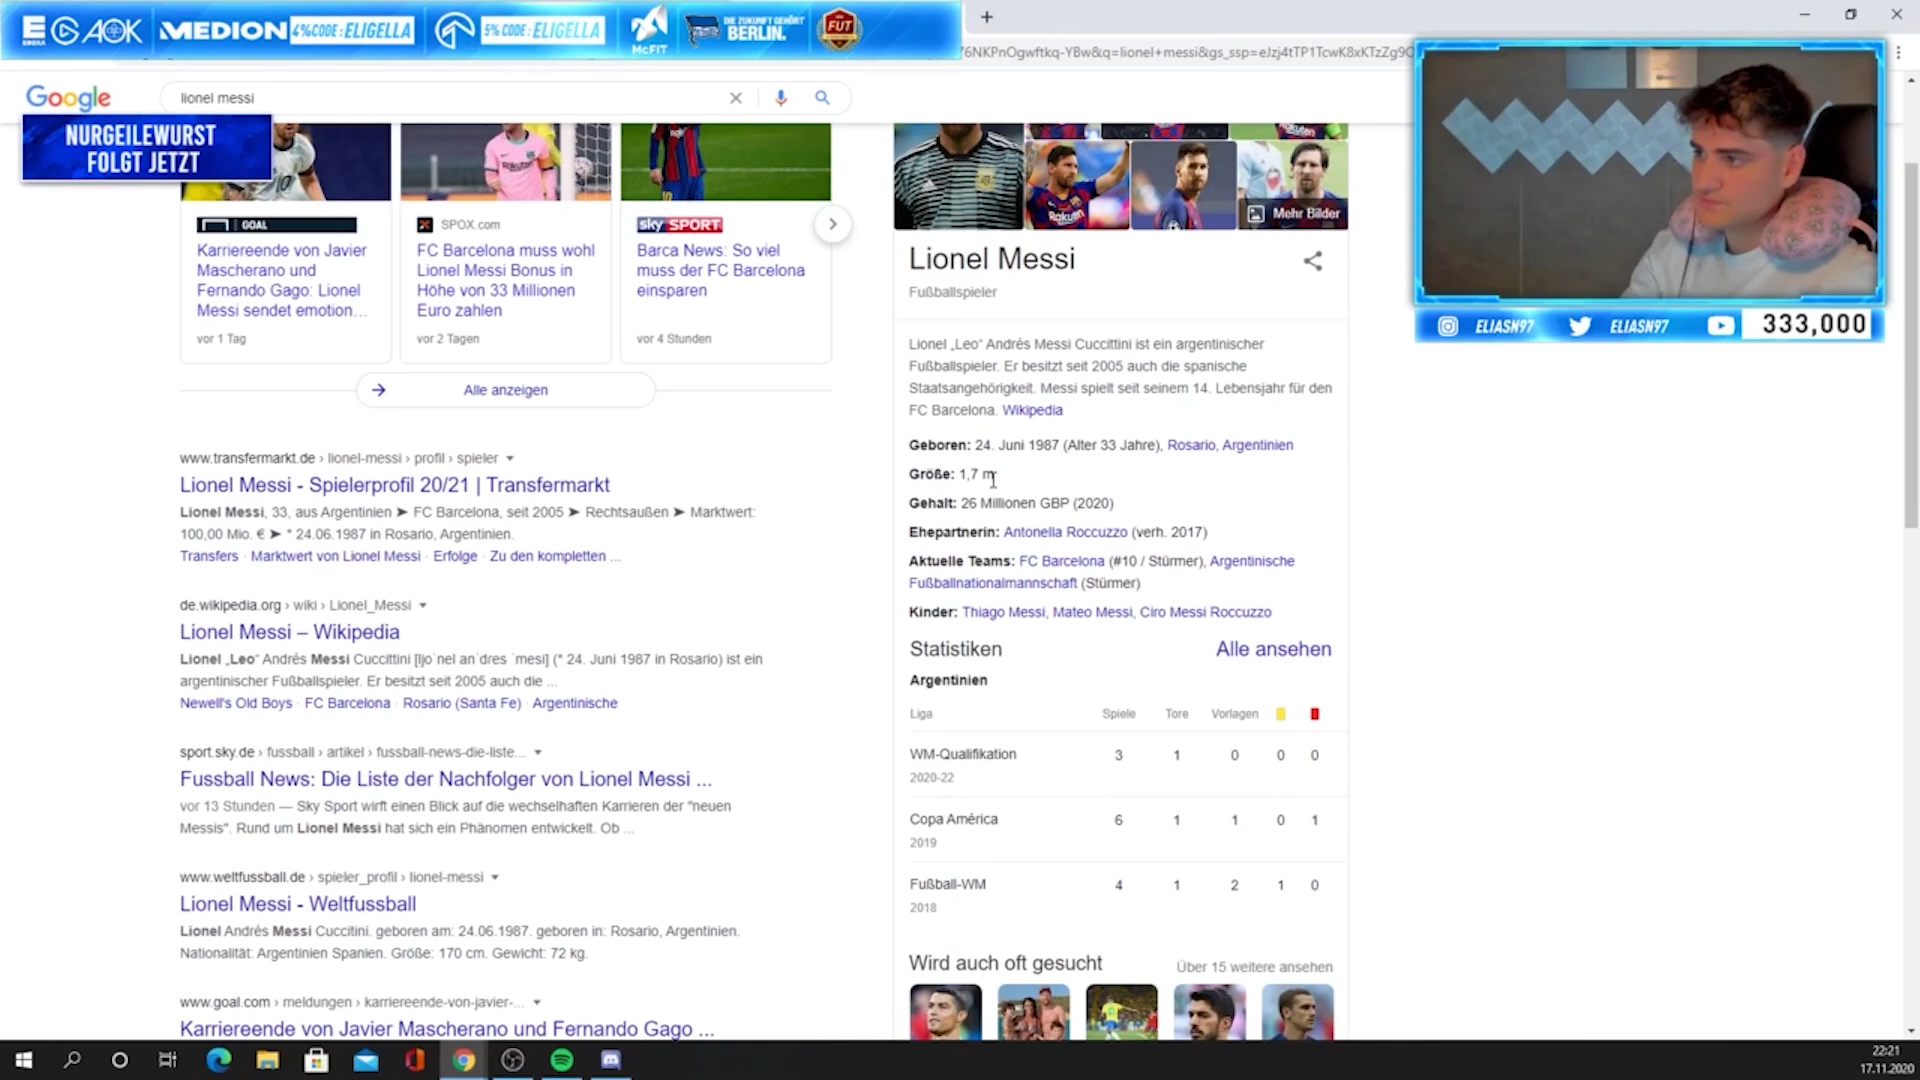 AOK
MEDION
4%CODE:ELIGELLA
5% CODE:ELIGELLA
McFIT
DIE ZUKUNFT GEHÖRT
BERLIN.
FUT
76NKPnOgwftkq-YBw&q=lionel+messi&gs_ssp=eJzj4tTP1TcwK8xKTzZg9O
Google
lionel messi
NURGEILEWURST
FOLGT JETZT
Rakuten
GOAL
Karriereende von Javier
Mascherano und
Fernando Gago: Lionel
Messi sendet emotion...
vor 1 Tag
SPOX.com
FC Barcelona muss wohl
Lionel Messi Bonus in
Höhe von 33 Millionen
Euro zahlen
vor 2 Tagen
sky SPORT
Barca News: So viel
muss der FC Barcelona
einsparen
vor 4 Stunden
Alle anzeigen
www.transfermarkt.de › lionel-messi › profil › spieler
Lionel Messi - Spielerprofil 20/21 | Transfermarkt
Lionel Messi, 33, aus Argentinien ➤ FC Barcelona, seit 2005 ➤ Rechtsaußen ➤ Marktwert:
100,00 Mio. € ➤ * 24.06.1987 in Rosario, Argentinien.
Transfers · Marktwert von Lionel Messi · Erfolge · Zu den kompletten ...
de.wikipedia.org › wiki › Lionel_Messi
Lionel Messi – Wikipedia
Lionel „Leo“ Andrés Messi Cuccittini [ljoˈnel anˈdres ˈmesi] (* 24. Juni 1987 in Rosario) ist ein
argentinischer Fußballspieler. Er besitzt seit 2005 auch die ...
Newell's Old Boys · FC Barcelona · Rosario (Santa Fe) · Argentinische
sport.sky.de › fussball › artikel › fussball-news-die-liste...
Fussball News: Die Liste der Nachfolger von Lionel Messi ...
vor 13 Stunden — Sky Sport wirft einen Blick auf die wechselhaften Karrieren der "neuen
Messis". Rund um Lionel Messi hat sich ein Phänomen entwickelt. Ob ...
www.weltfussball.de › spieler_profil › lionel-messi
Lionel Messi - Weltfussball
Lionel Andrés Messi Cuccitini. geboren am: 24.06.1987. geboren in: Rosario, Argentinien.
Nationalität: Argentinien Spanien. Größe: 170 cm. Gewicht: 72 kg.
www.goal.com › meldungen › karriereende-von-javier-...
Karriereende von Javier Mascherano und Fernando Gago ...
Rakuten
Rakuten
Mehr Bilder
Lionel Messi
Fußballspieler
Lionel „Leo“ Andrés Messi Cuccittini ist ein argentinischer
Fußballspieler. Er besitzt seit 2005 auch die spanische
Staatsangehörigkeit. Messi spielt seit seinem 14. Lebensjahr für den
FC Barcelona. Wikipedia
Geboren: 24. Juni 1987 (Alter 33 Jahre), Rosario, Argentinien
Größe: 1,7 m
Gehalt: 26 Millionen GBP (2020)
Ehepartnerin: Antonella Roccuzzo (verh. 2017)
Aktuelle Teams: FC Barcelona (#10 / Stürmer), Argentinische
Fußballnationalmannschaft (Stürmer)
Kinder: Thiago Messi, Mateo Messi, Ciro Messi Roccuzzo
Statistiken
Alle ansehen
Argentinien
Liga Spiele Tore Vorlagen
WM-Qualifikation 3 1 0 0 0
2020-22
Copa América 6 1 1 0 1
2019
Fußball-WM 4 1 2 1 0
2018
Wird auch oft gesucht
Über 15 weitere ansehen
ELIASN97
ELIASN97
333,000
22:21
17.11.2020